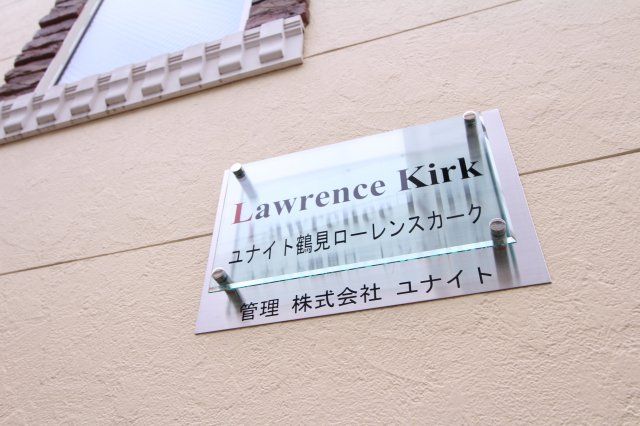 Lawrence Kirk
ユナイト鶴見ローレンスカーク
管理 株式会社 ユナイト